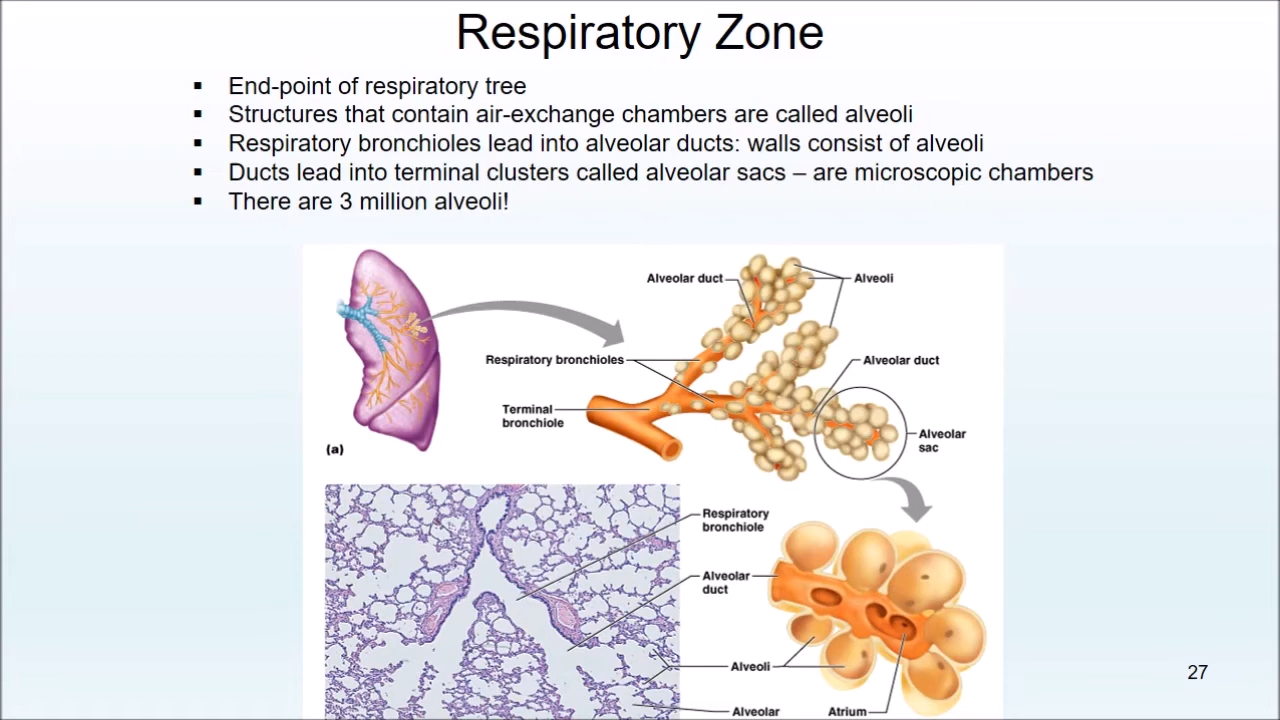 Respiratory Zone
▪ End-point of respiratory tree
▪ Structures that contain air-exchange chambers are called alveoli
▪ Respiratory bronchioles lead into alveolar ducts: walls consist of alveoli
▪ Ducts lead into terminal clusters called alveolar sacs – are microscopic chambers
▪ There are 3 million alveoli!
Alveolar duct
Alveoli
Respiratory bronchioles
Alveolar duct
Terminal
bronchiole
Alveolar
sac
(a)
Respiratory
bronchiole
Alveolar
duct
Alveoli
Alveolar
Atrium
27